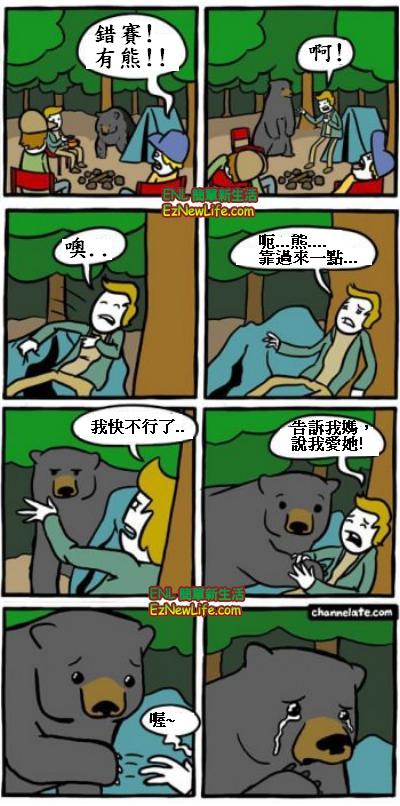 錯賽!
有熊!!
啊!
ENL 簡單新生活
EzNewLife.com
噢..
呃...熊....
靠過來一點...
我快不行了..
告訴我媽,
說我愛她!
ENL 簡單新生活
EzNewLife.com
喔~
channelate.com